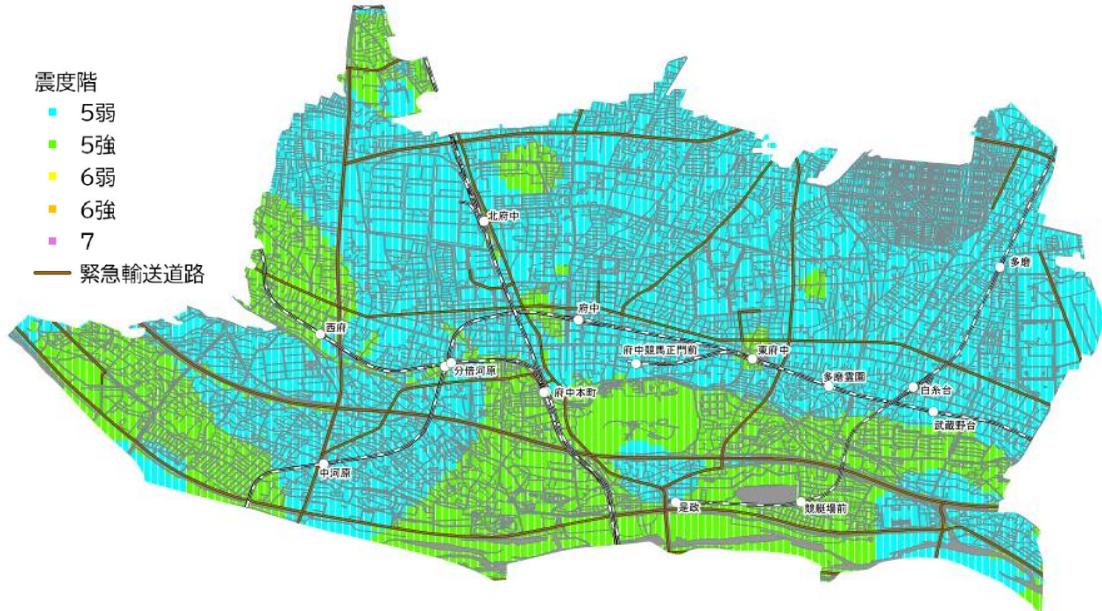 震度階
5弱
5強
6弱
6強
7
緊急輸送道路
北府中
多磨
府中
西府
府中競馬正門前
東府中
分倍河原
多磨霊園
府中本町
白糸台
武蔵野台
中河原
是政
競艇場前